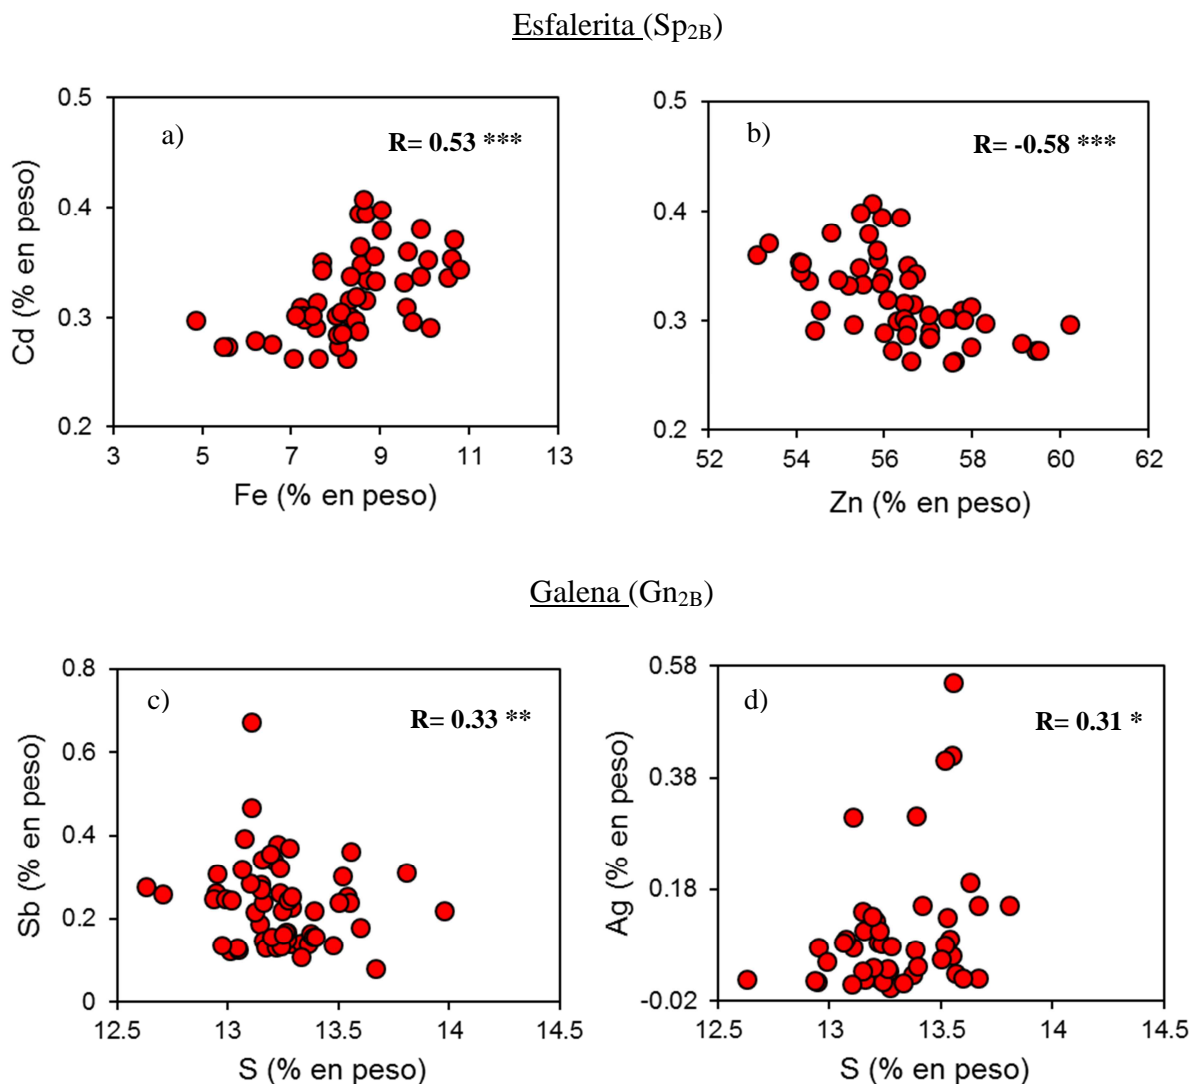 Esfalerita (Sp2B)
a)
R= 0.53 ***
Cd (% en peso)
0.5
0.4
0.3
0.2
3 5 7 9 11 13
Fe (% en peso)
b)
R= -0.58 ***
0.5
0.4
0.3
0.2
52 54 56 58 60 62
Zn (% en peso)
Galena (Gn2B)
c)
R= 0.33 **
Sb (% en peso)
0.8
0.6
0.4
0.2
0
12.5 13 13.5 14 14.5
S (% en peso)
d)
R= 0.31 *
Ag (% en peso)
0.58
0.38
0.18
-0.02
12.5 13 13.5 14 14.5
S (% en peso)